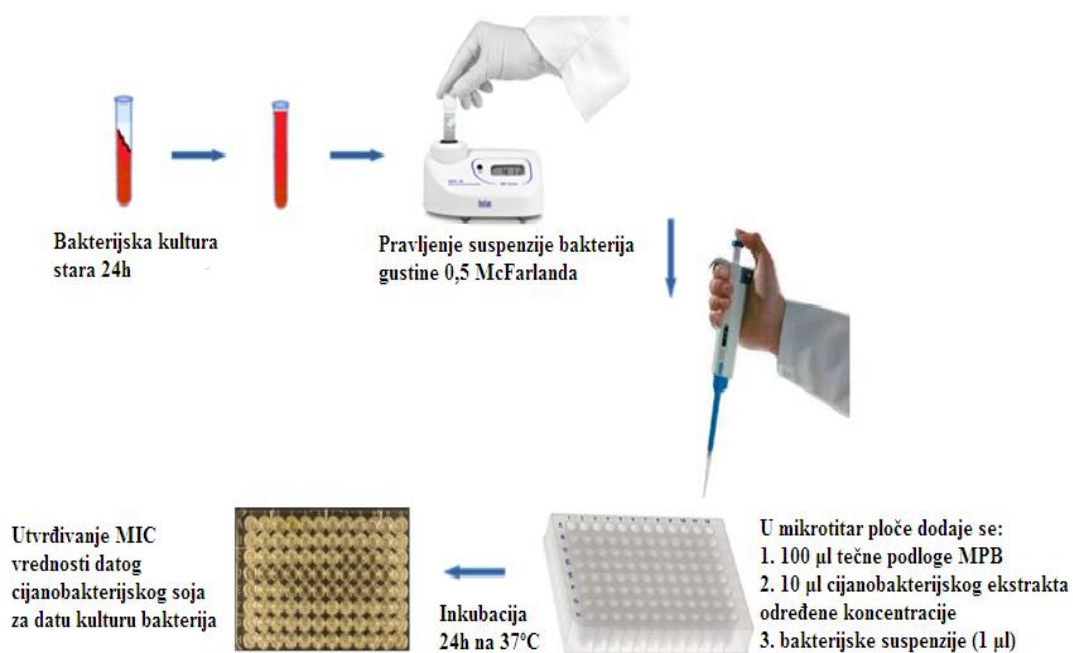 Bakterijska kultura
stara 24h
Pravljenje suspenzije bakterija
gustine 0,5 McFarlanda
U mikrotitar ploče dodaje se:
1. 100 µl tečne podloge MPB
2. 10 µl cijanobakterijskog ekstrakta
određene koncentracije
3. bakterijske suspenzije (1 µl)
Inkubacija
24h na 37°C
Utvrđivanje MIC
vrednosti datog
cijanobakterijskog soja
za datu kulturu bakterija